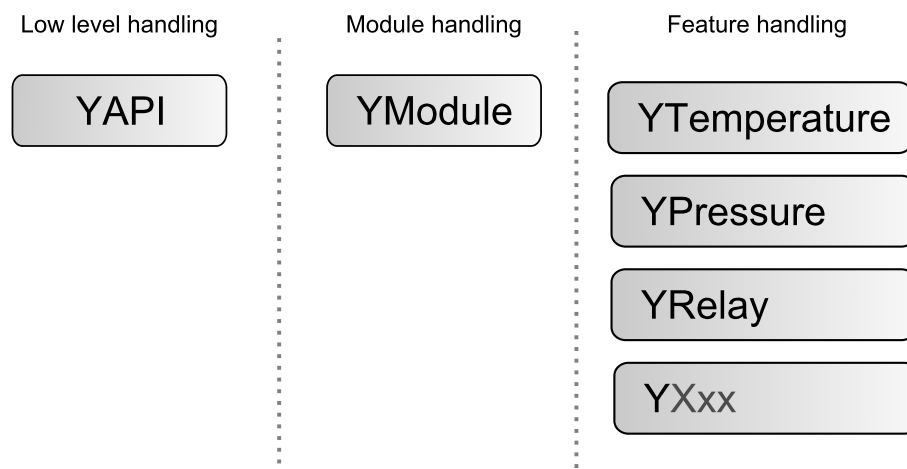 Low level handling
Module handling
Feature handling
YAPI
YModule
YTemperature
YPressure
YRelay
YXxx